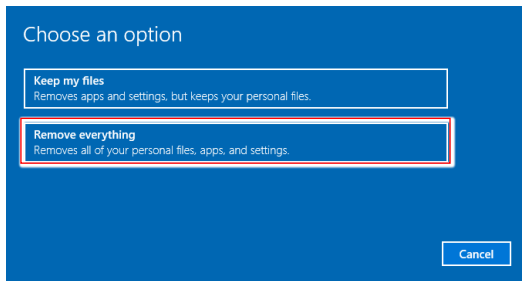 Choose an option
Keep my files
Removes apps and settings, but keeps your personal files.
Remove everything
Removes all of your personal files, apps, and settings.
Cancel